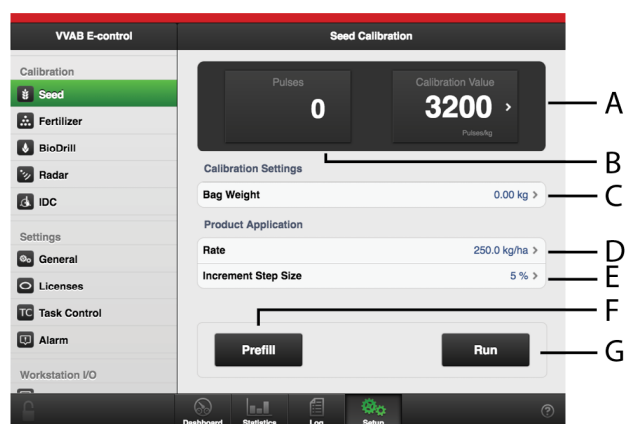 VVAB E-control
Seed Calibration
Calibration
Seed
Fertilizer
BioDrill
Radar
IDC
Settings
General
Licenses
TC Task Control
Alarm
Workstation I/O
Pulses
0
Calibration Value
3200
Pulses/kg
Calibration Settings
Bag Weight 0.00 kg
Product Application
Rate 250.0 kg/ha
Increment Step Size 5 %
Prefill
Run
Dashboard Statistics Log Setup
?
A
B
C
D
E
F
G